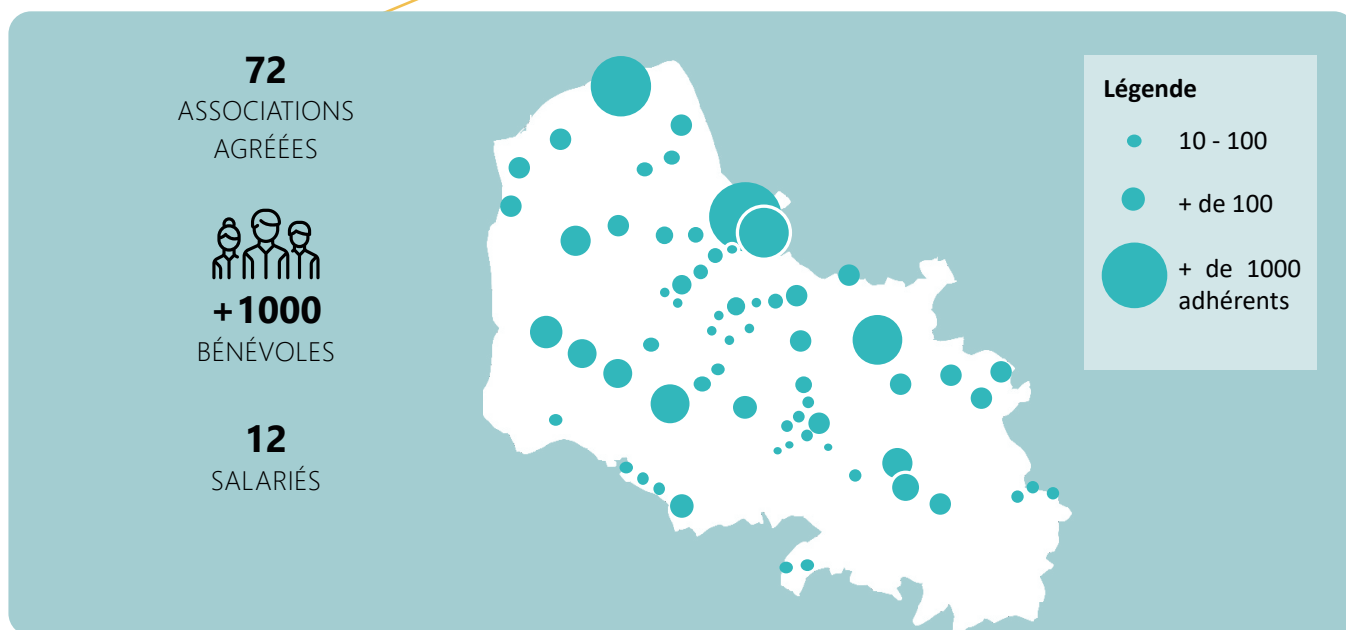 72
ASSOCIATIONS
AGRÉÉES
+1000
BÉNÉVOLES
12
SALARIÉS
Légende
10 - 100
+ de 100
+ de 1000
adhérents